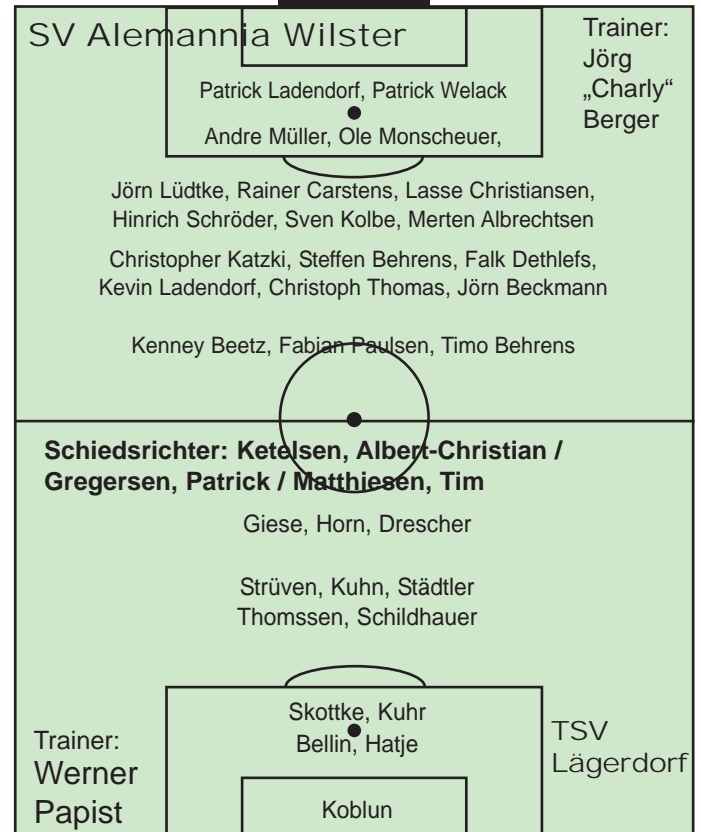 SV Alemannia Wilster
Trainer:
Jörg
„Charly“
Berger
Patrick Ladendorf, Patrick Welack
Andre Müller, Ole Monscheuer,
Jörn Lüdtke, Rainer Carstens, Lasse Christiansen,
Hinrich Schröder, Sven Kolbe, Merten Albrechtsen
Christopher Katzki, Steffen Behrens, Falk Dethlefs,
Kevin Ladendorf, Christoph Thomas, Jörn Beckmann
Kenney Beetz, Fabian Paulsen, Timo Behrens
Schiedsrichter: Ketelsen, Albert-Christian /
Gregersen, Patrick / Matthiesen, Tim
Giese, Horn, Drescher
Strüven, Kuhn, Städtler
Thomssen, Schildhauer
Skottke, Kuhr
Bellin, Hatje
Koblun
Trainer:
Werner
Papist
TSV
Lägerdorf